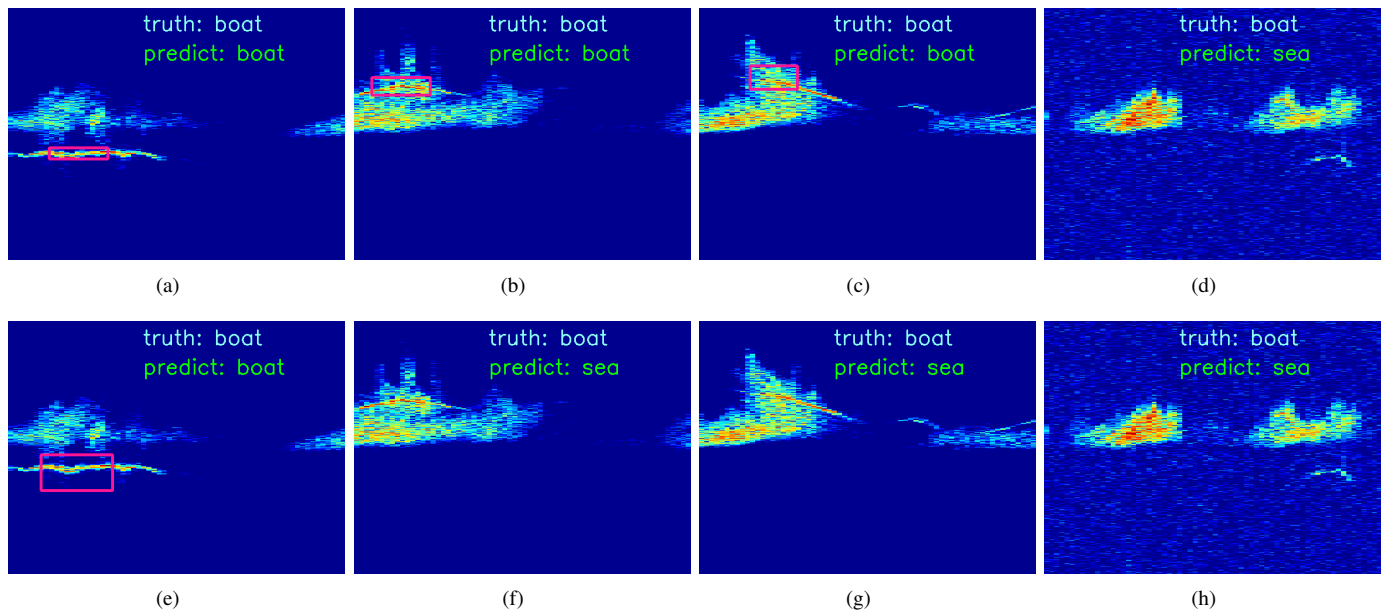 truth: boat
predict: boat
truth: boat
predict: boat
truth: boat
predict: boat
truth: boat
predict: sea
(a)
(b)
(c)
(d)
truth: boat
predict: boat
truth: boat
predict: sea
truth: boat
predict: sea
truth: boat
predict: sea
(e)
(f)
(g)
(h)